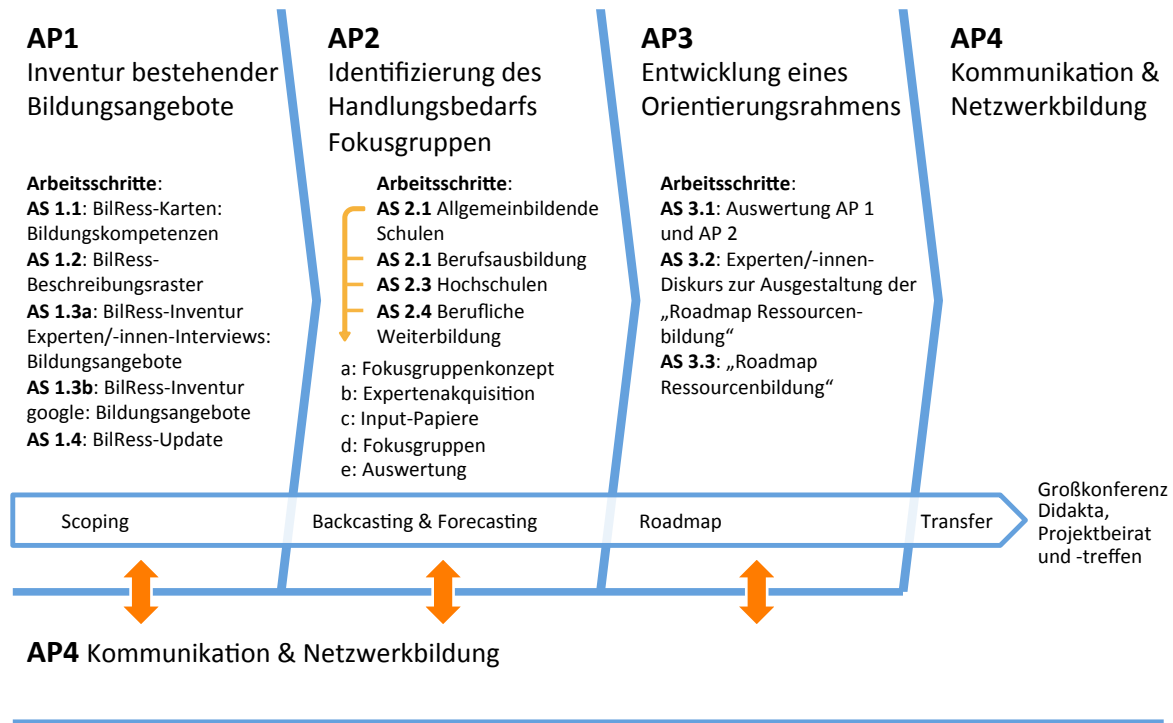 AP1
Inventur bestehender
Bildungsangebote
Arbeitsschritte:
AS 1.1: BilRess-Karten:
Bildungskompetenzen
AS 1.2: BilRess-
Beschreibungsraster
AS 1.3a: BilRess-Inventur
Experten/-innen-Interviews:
Bildungsangebote
AS 1.3b: BilRess-Inventur
google: Bildungsangebote
AS 1.4: BilRess-Update
AP2
Identifizierung des
Handlungsbedarfs
Fokusgruppen
Arbeitsschritte:
AS 2.1 Allgemeinbildende
Schulen
AS 2.1 Berufsausbildung
AS 2.3 Hochschulen
AS 2.4 Berufliche
Weiterbildung
a: Fokusgruppenkonzept
b: Expertenakquisition
c: Input-Papiere
d: Fokusgruppen
e: Auswertung
AP3
Entwicklung eines
Orientierungsrahmens
Arbeitsschritte:
AS 3.1: Auswertung AP 1
und AP 2
AS 3.2: Experten/-innen-
Diskurs zur Ausgestaltung der
„Roadmap Ressourcen-
bildung“
AS 3.3: „Roadmap
Ressourcenbildung“
AP4
Kommunikation &
Netzwerkbildung
Scoping
Backcasting & Forecasting
Roadmap
Transfer
Großkonferenz
Didakta,
Projektbeirat
und -treffen
AP4 Kommunikation & Netzwerkbildung